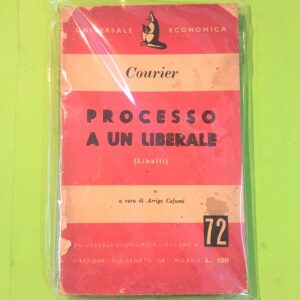 UNIVERSALE ECONOMICA
Courier
PROCESSO
A UN LIBERALE
(Libelli)
a cura di Arrigo Cajumi
72
UNIVERSALE ECONOMICA - VOLUME N.
DIREZIONE: VIA SENATO, 38 - MILANO L. 100